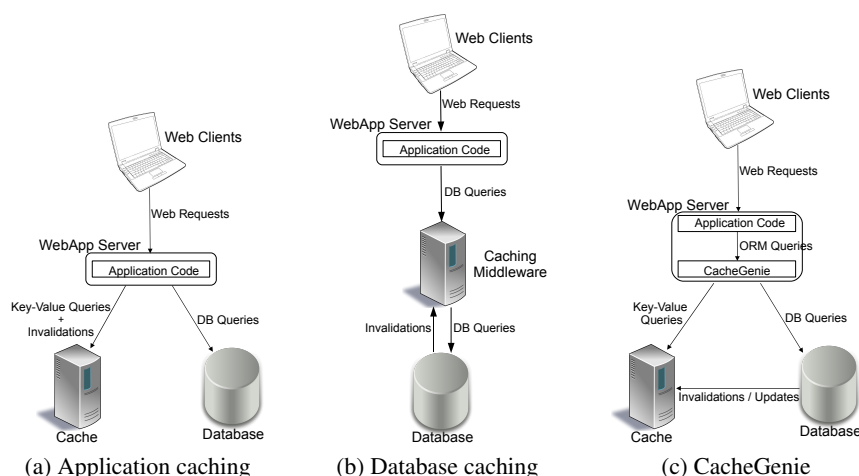 Web Clients
Web Requests
WebApp Server
Application Code
Key-Value Queries
+
Invalidations
DB Queries
Cache
Database
(a) Application caching
Web Clients
Web Requests
WebApp Server
Application Code
DB Queries
Caching
Middleware
Invalidations
DB Queries
Database
(b) Database caching
Web Clients
Web Requests
WebApp Server
Application Code
ORM Queries
CacheGenie
Key-Value
Queries
DB Queries
Invalidations / Updates
Cache
Database
(c) CacheGenie